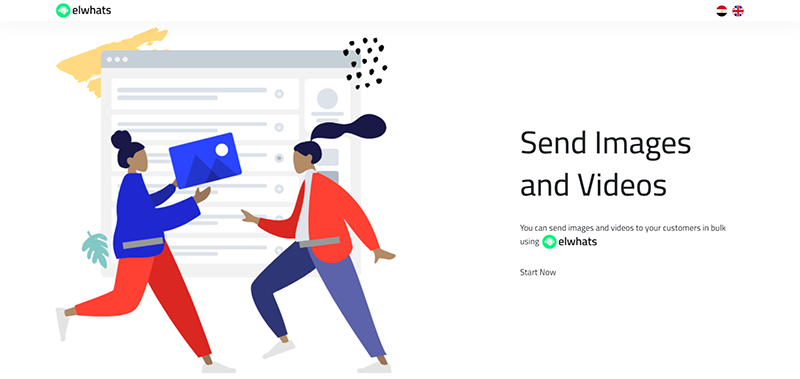 elwhats
Send Images
and Videos
You can send images and videos to your customers in bulk
using elwhats
Start Now